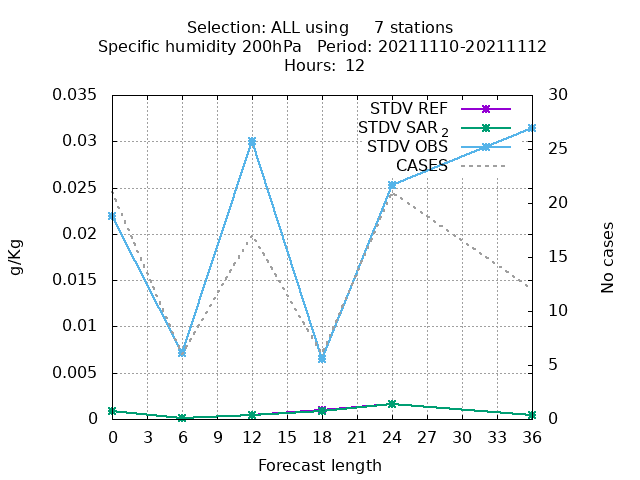 Selection: ALL using     7 stations
Specific humidity 200hPa   Period: 20211110-20211112
Hours: 12
STDV REF
STDV SAR 2
STDV OBS
CASES
0.035
0.03
0.025
0.02
0.015
0.01
0.005
0
g/Kg
30
25
20
15
10
5
0
No cases
0 3 6 9 12 15 18 21 24 27 30 33 36
Forecast length